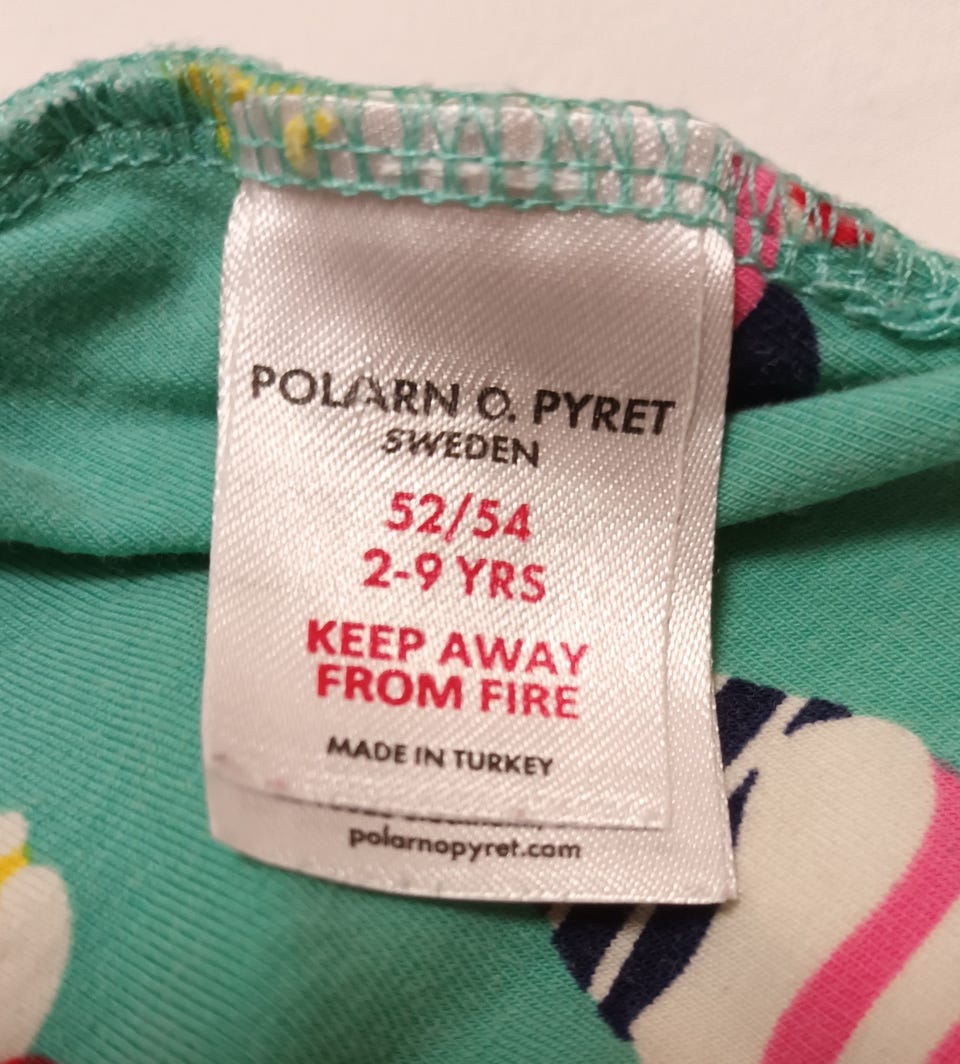 POLARN O. PYRET
SWEDEN
52/54
2-9 YRS
KEEP AWAY
FROM FIRE
MADE IN TURKEY
polarnopyret.com